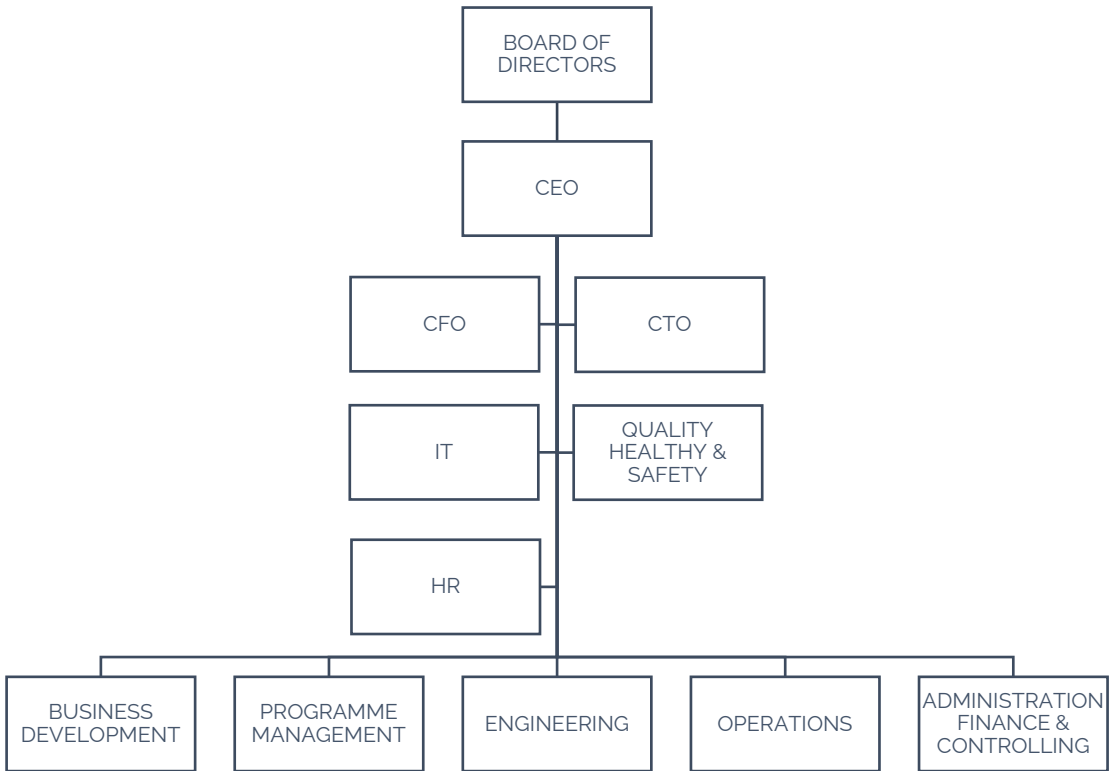 BOARD OF
DIRECTORS
CEO
CFO
CTO
IT
QUALITY
HEALTHY &
SAFETY
HR
BUSINESS
DEVELOPMENT
PROGRAMME
MANAGEMENT
ENGINEERING
OPERATIONS
ADMINISTRATION
FINANCE &
CONTROLLING